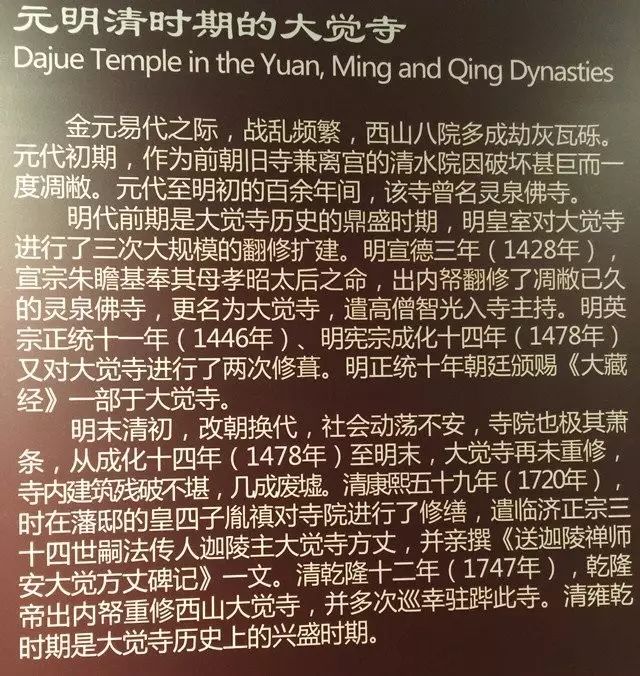 元明清时期的大觉寺
Dajue Temple in the Yuan, Ming and Qing Dynasties
金元易代之际，战乱频繁，西山八院多成劫灰瓦砾。
元代初期，作为前朝旧寺兼离宫的清水院因破坏甚巨而一
度凋敝。元代至明初的百余年间，该寺曾名灵泉佛寺。
明代前期是大觉寺历史的鼎盛时期，明皇室对大觉寺
进行了三次大规模的翻修扩建。明宣德三年（1428年），
宣宗朱瞻基奉其母孝昭太后之命，出内帑翻修了凋敝已久
的灵泉佛寺，更名为大觉寺，遣高僧智光入寺主持。明英
宗正统十一年（1446年）、明宪宗成化十四年（1478年）
又对大觉寺进行了两次修葺。明正统十年朝廷颁赐《大藏
经》一部于大觉寺。
明末清初，改朝换代，社会动荡不安，寺院也极其萧
条，从成化十四年（1478年）至明末，大觉寺再未重修，
寺内建筑残破不堪，几成废墟。清康熙五十九年（1720年），
时在藩邸的皇四子胤禛对寺院进行了修缮，遣临济正宗三
十四世嗣法传人迦陵主大觉寺方丈，并亲撰《送迦陵禅师
安大觉方丈碑记》一文。清乾隆十二年（1747年），乾隆
帝出内帑重修西山大觉寺，并多次巡幸驻跸此寺。清雍乾
时期是大觉寺历史上的兴盛时期。